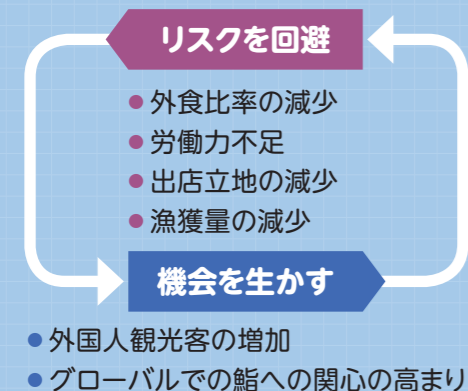 リスクを回避
● 外食比率の減少
● 労働力不足
● 出店立地の減少
● 漁獲量の減少
機会を生かす
● 外国人観光客の増加
● グローバルでの鮨への関心の高まり